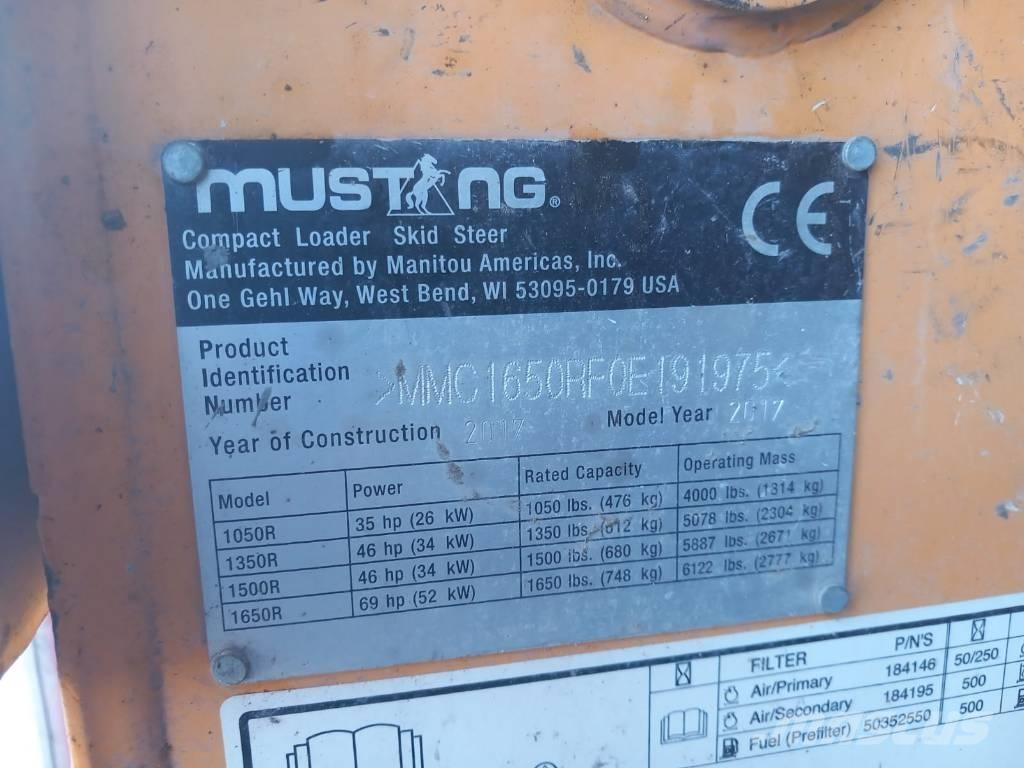 MUSTANG®
Compact Loader Skid Steer
Manufactured by Manitou Americas, Inc.
One Gehl Way, West Bend, WI 53095-0179 USA
CE
Product
Identification
Number
>MMC1650RF0E191975<
Year of Construction 2017 Model Year 2017
Model Power Rated Capacity Operating Mass
1050R 35 hp (26 kW) 1050 lbs. (476 kg) 4000 lbs. (1314 kg)
1350R 46 hp (34 kW) 1350 lbs. (612 kg) 5078 lbs. (2304 kg)
1500R 46 hp (34 kW) 1500 lbs. (680 kg) 5887 lbs. (2671 kg)
1650R 69 hp (52 kW) 1650 lbs. (748 kg) 6122 lbs. (2777 kg)
FILTER P/N'S
Air/Primary 184146 50/250
Air/Secondary 184195 500
Fuel (Prefilter) 50352550 500